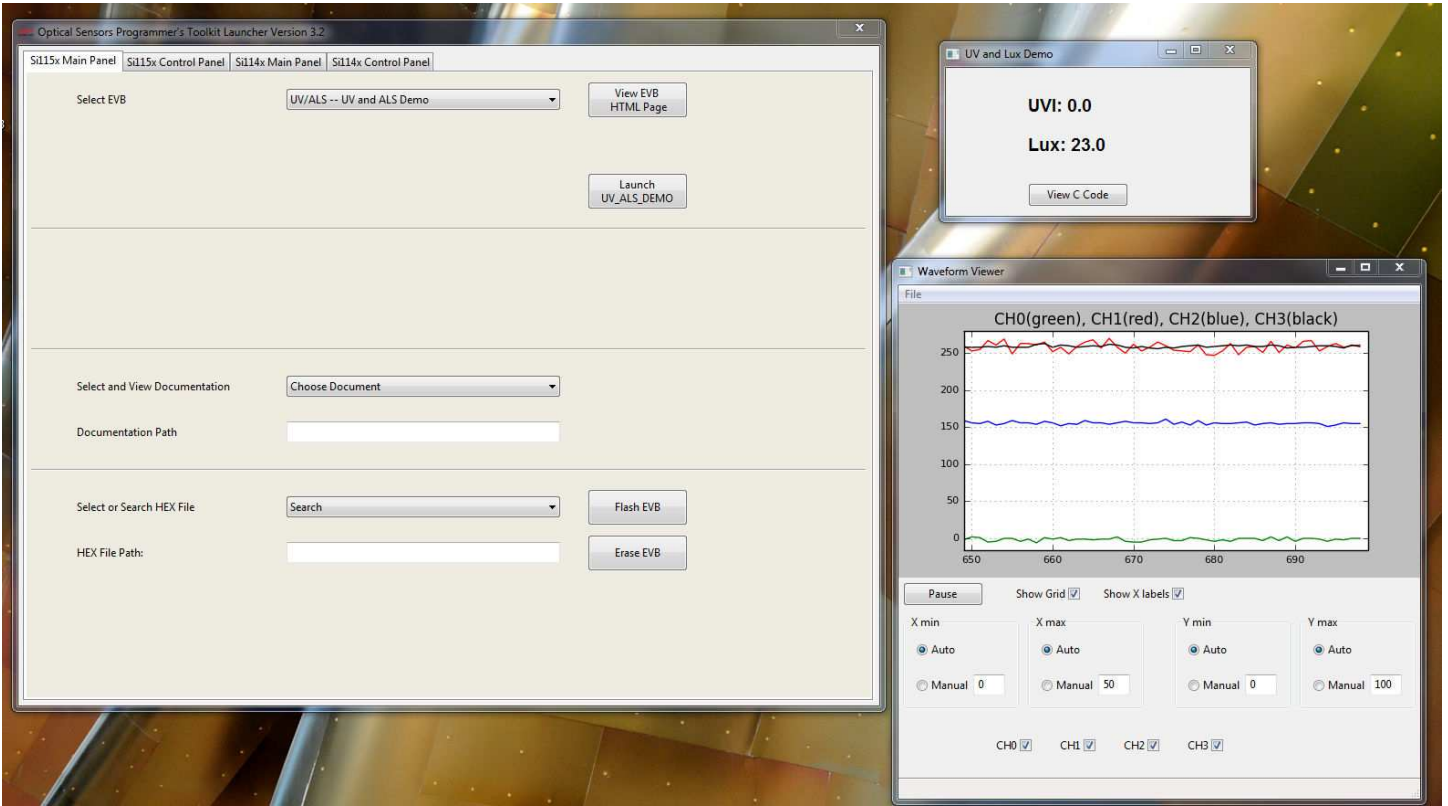 Optical Sensors Programmer's Toolkit Launcher Version 3.2
Si115x Main Panel
Si115x Control Panel
Si114x Main Panel
Si114x Control Panel
Select EVB
UV/ALS -- UV and ALS Demo
View EVB
HTML Page
Launch
UV_ALS_DEMO
Select and View Documentation
Choose Document
Documentation Path
Select or Search HEX File
Search
Flash EVB
HEX File Path:
Erase EVB
UV and Lux Demo
UVI: 0.0
Lux: 23.0
View C Code
Waveform Viewer
File
CH0(green), CH1(red), CH2(blue), CH3(black)
250
200
150
100
50
0
650 660 670 680 690
Pause
Show Grid
Show X labels
X min
X max
Y min
Y max
Auto
Auto
Auto
Auto
Manual 0
Manual 50
Manual 0
Manual 100
CH0
CH1
CH2
CH3